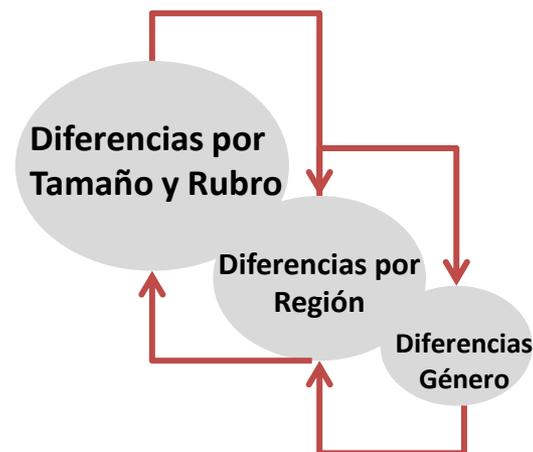 Diferencias por
Tamaño y Rubro
Diferencias por
Región
Diferencias
Género